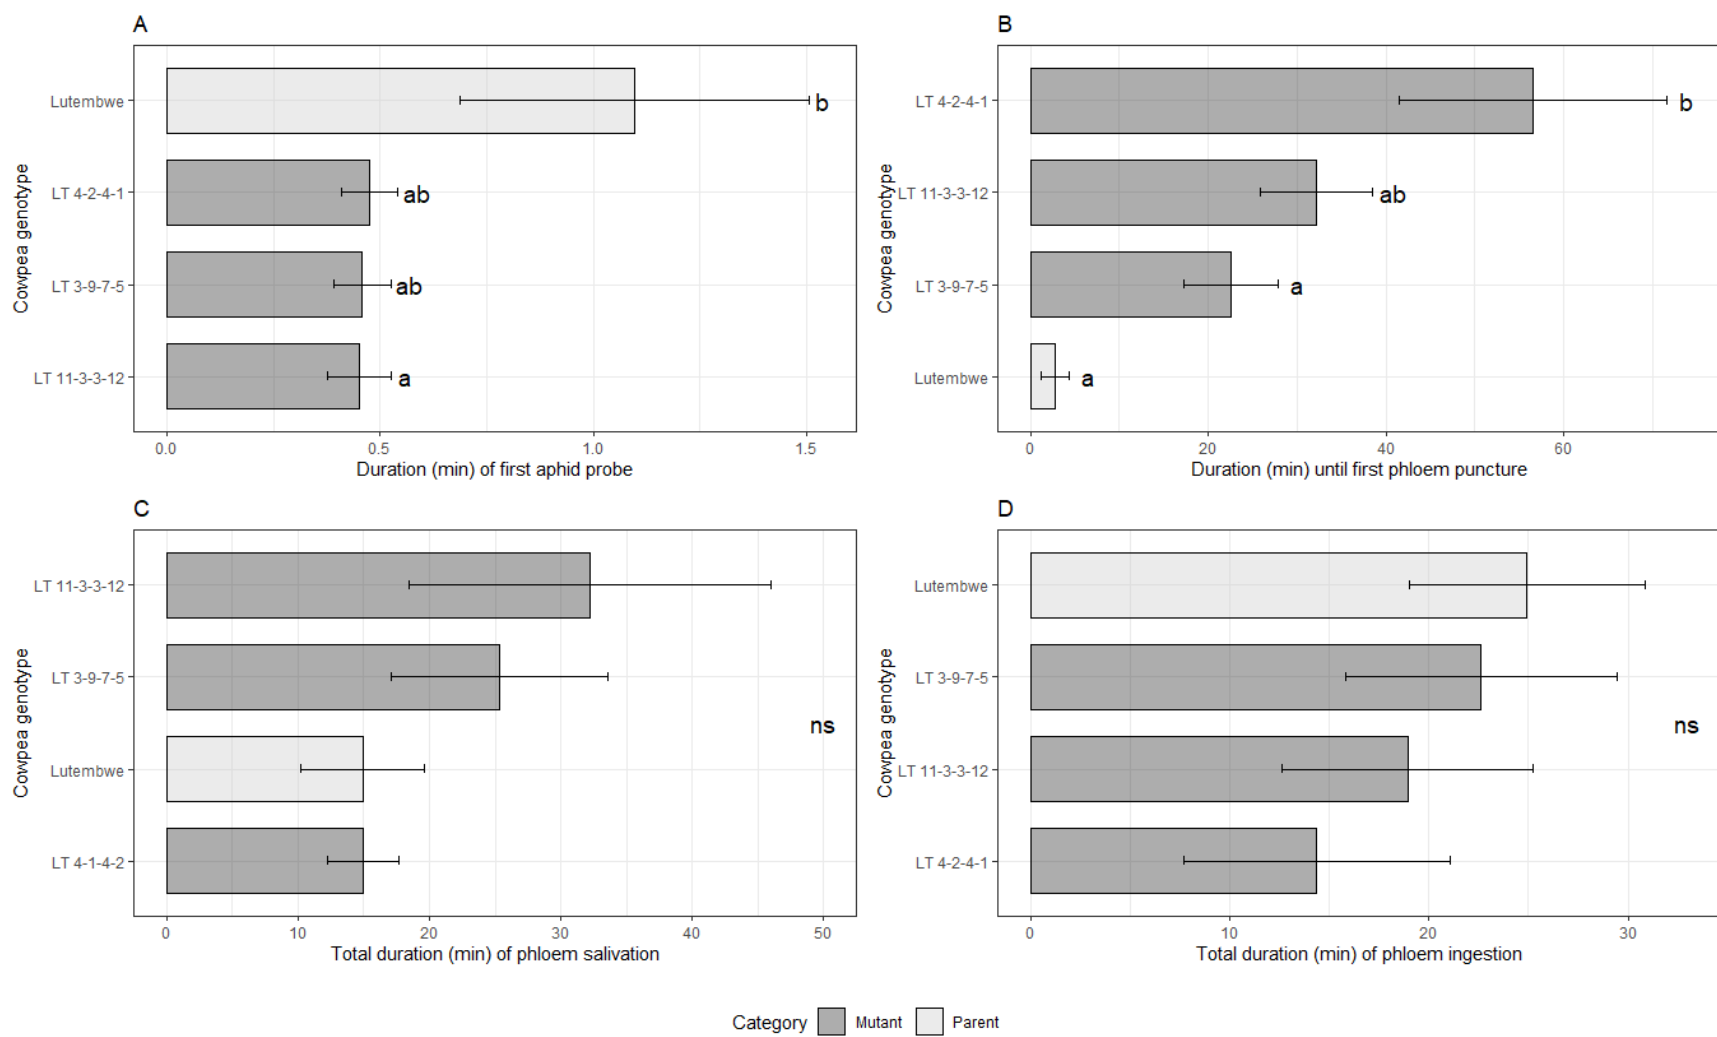 A
Cowpea genotype
Lutembwe
b
LT 4-2-4-1
ab
LT 3-9-7-5
ab
LT 11-3-3-12
a
0.0 0.5 1.0 1.5
Duration (min) of first aphid probe
B
Cowpea genotype
LT 4-2-4-1
b
LT 11-3-3-12
ab
LT 3-9-7-5
a
Lutembwe
a
0 20 40 60
Duration (min) until first phloem puncture
C
Cowpea genotype
LT 11-3-3-12
LT 3-9-7-5
ns
Lutembwe
LT 4-1-4-2
0 10 20 30 40 50
Total duration (min) of phloem salivation
D
Cowpea genotype
Lutembwe
LT 3-9-7-5
ns
LT 11-3-3-12
LT 4-2-4-1
0 10 20 30
Total duration (min) of phloem ingestion
Category Mutant Parent